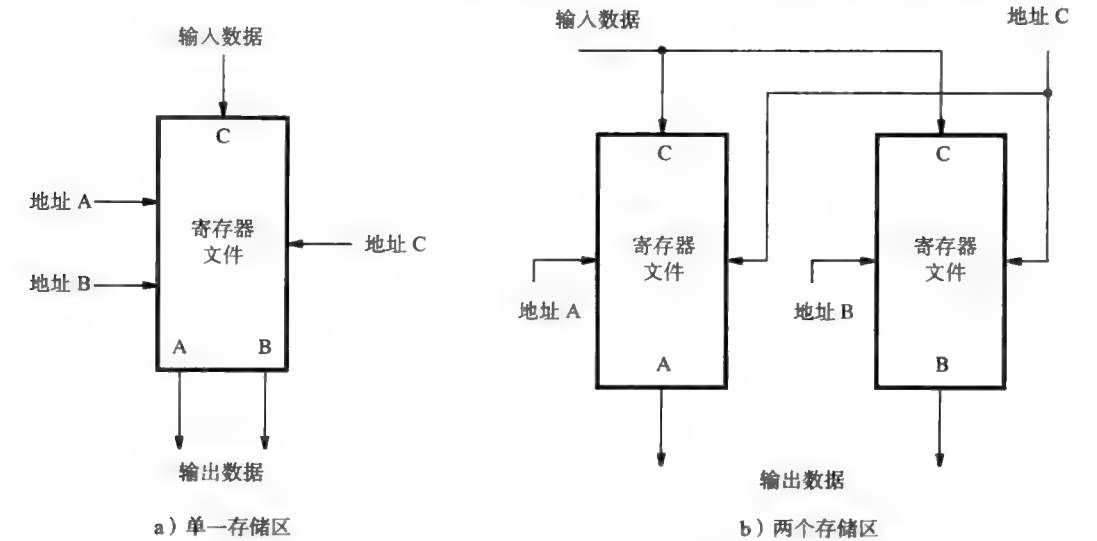 输入数据
C
地址 A
寄存器
文件
地址 C
地址 B
A
B
输出数据
a）单一存储区
输入数据
地址 C
C
C
寄存器
文件
寄存器
文件
地址 A
地址 B
A
B
输出数据
b）两个存储区